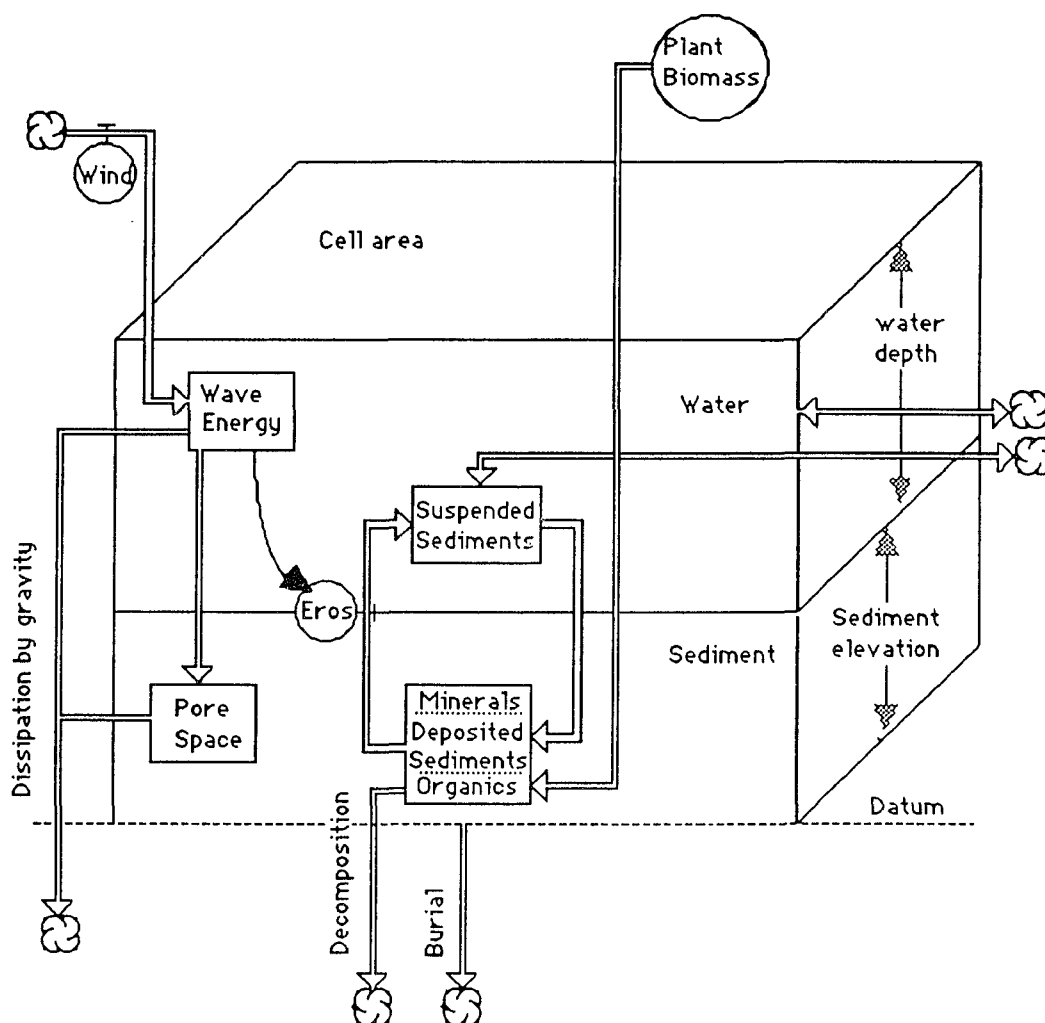 Plant
Biomass
Wind
Cell area
water
depth
Wave
Energy
Water
Suspended
Sediments
Eros
Sediment
elevation
Sediment
Dissipation by gravity
Pore
Space
Minerals
Deposited
Sediments
Organics
Datum
Decomposition
Burial